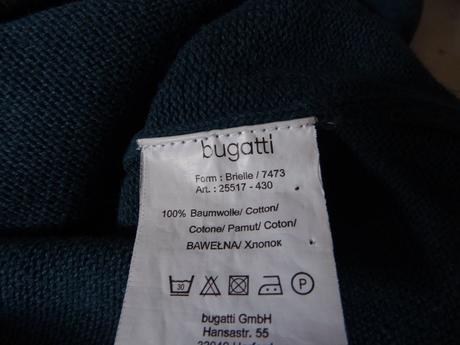 bugatti
Form : Brielle / 7473
Art. : 25517 - 430
100% Baumwolle/ Cotton/
Cotone/ Pamut/ Coton/
BAWEŁNA/ Хлопок
30 P
bugatti GmbH
Hansastr. 55